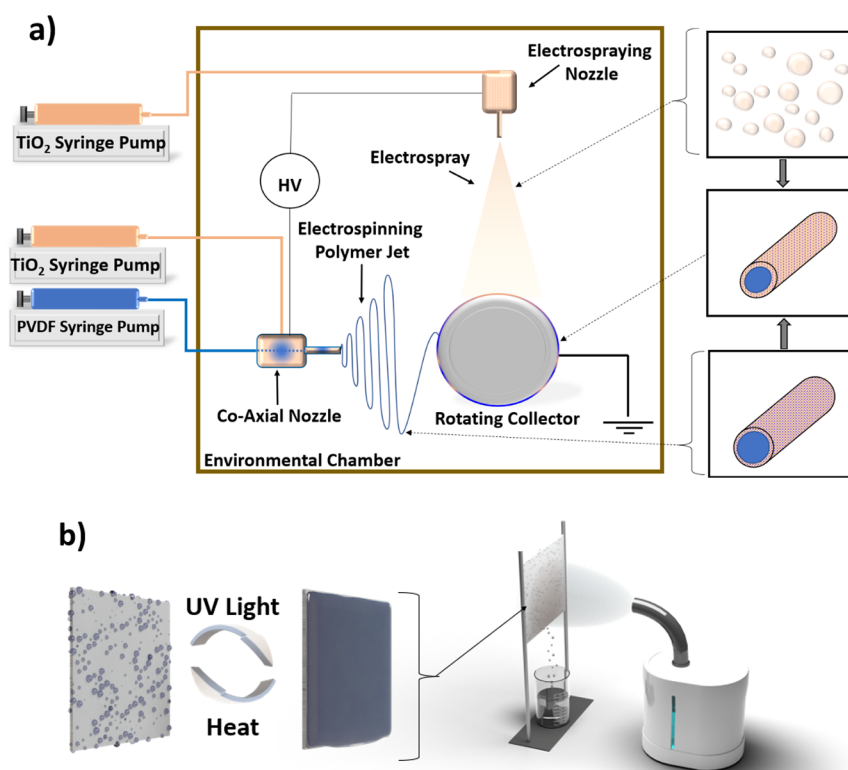 a)
Electrospraying
Nozzle
TiO2 Syringe Pump
Electrospray
HV
Electrospinning
Polymer Jet
TiO2 Syringe Pump
PVDF Syringe Pump
Co-Axial Nozzle
Rotating Collector
Environmental Chamber
b)
UV Light
Heat